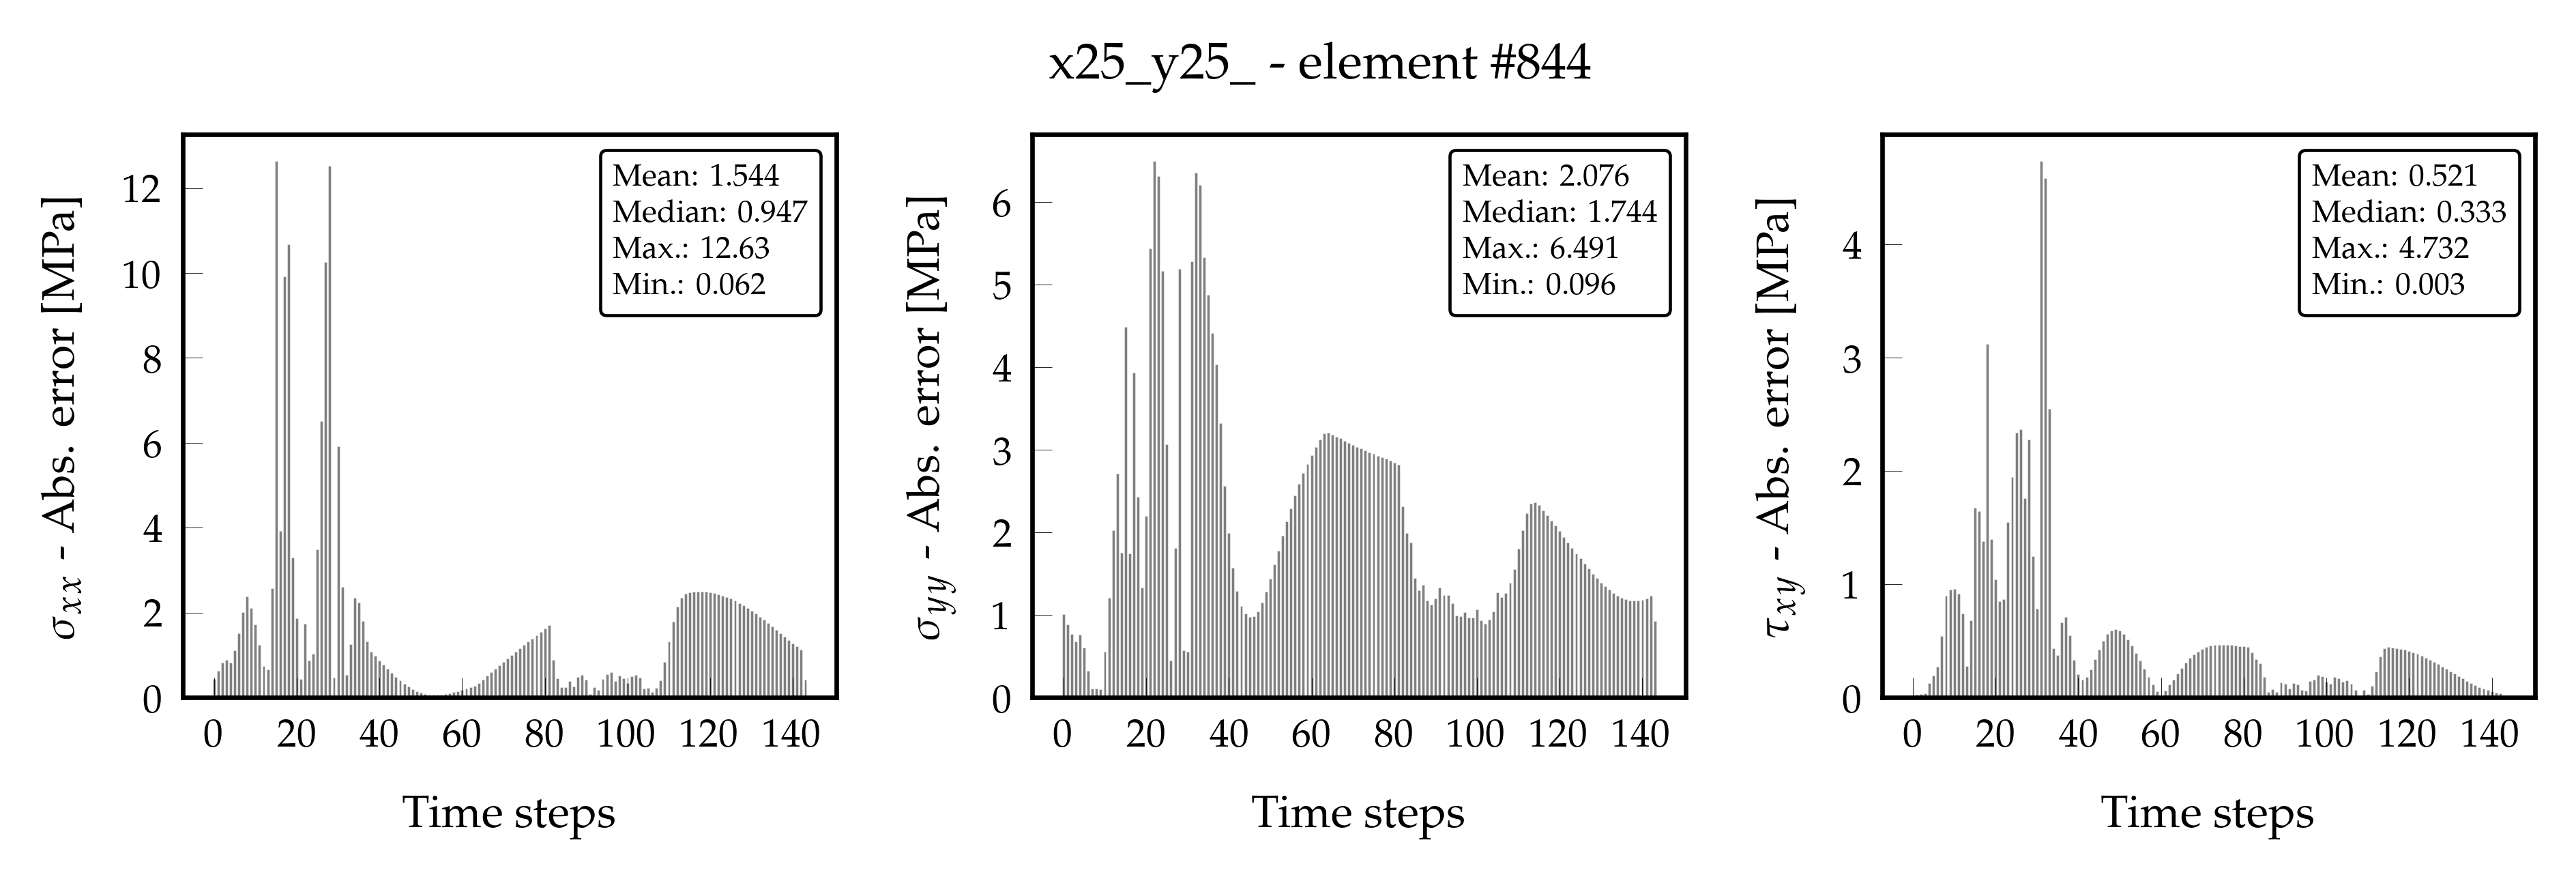 x25_y25_ - element #844
σxx - Abs. error [MPa]
12
10
8
6
4
2
0
0 20 40 60 80 100 120 140
Time steps
Mean: 1.544
Median: 0.947
Max.: 12.63
Min.: 0.062
σyy - Abs. error [MPa]
6
5
4
3
2
1
0
0 20 40 60 80 100 120 140
Time steps
Mean: 2.076
Median: 1.744
Max.: 6.491
Min.: 0.096
τxy - Abs. error [MPa]
4
3
2
1
0
0 20 40 60 80 100 120 140
Time steps
Mean: 0.521
Median: 0.333
Max.: 4.732
Min.: 0.003